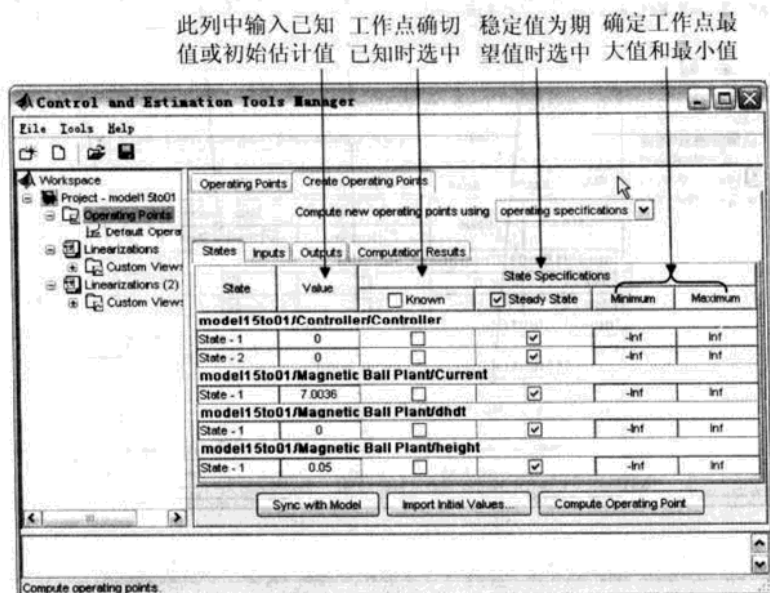 此列中输入已知 工作点确切 稳定值为期 确定工作点最
值或初始估计值 已知时选中 望值时选中 大值和最小值
Control and Estimation Tools Manager
File Tools Help
Workspace
Project - model15to01
Operating Points
Default Opera
Linearizations
Custom View:
Linearizations (2)
Custom View:
Operating Points Create Operating Points
Compute new operating points using operating specifications
States Inputs Outputs Computation Results
State Value State Specifications
Known Steady State Minimum Maximum
model15to01/Controller/Controller
State - 1 0 -Inf Inf
State - 2 0 -Inf Inf
model15to01/Magnetic Ball Plant/Current
State - 1 7.0036 -Inf Inf
model15to01/Magnetic Ball Plant/dhdt
State - 1 0 -Inf Inf
model15to01/Magnetic Ball Plant/height
State - 1 0.05 -Inf Inf
Sync with Model Import Initial Values... Compute Operating Point
Compute operating points.